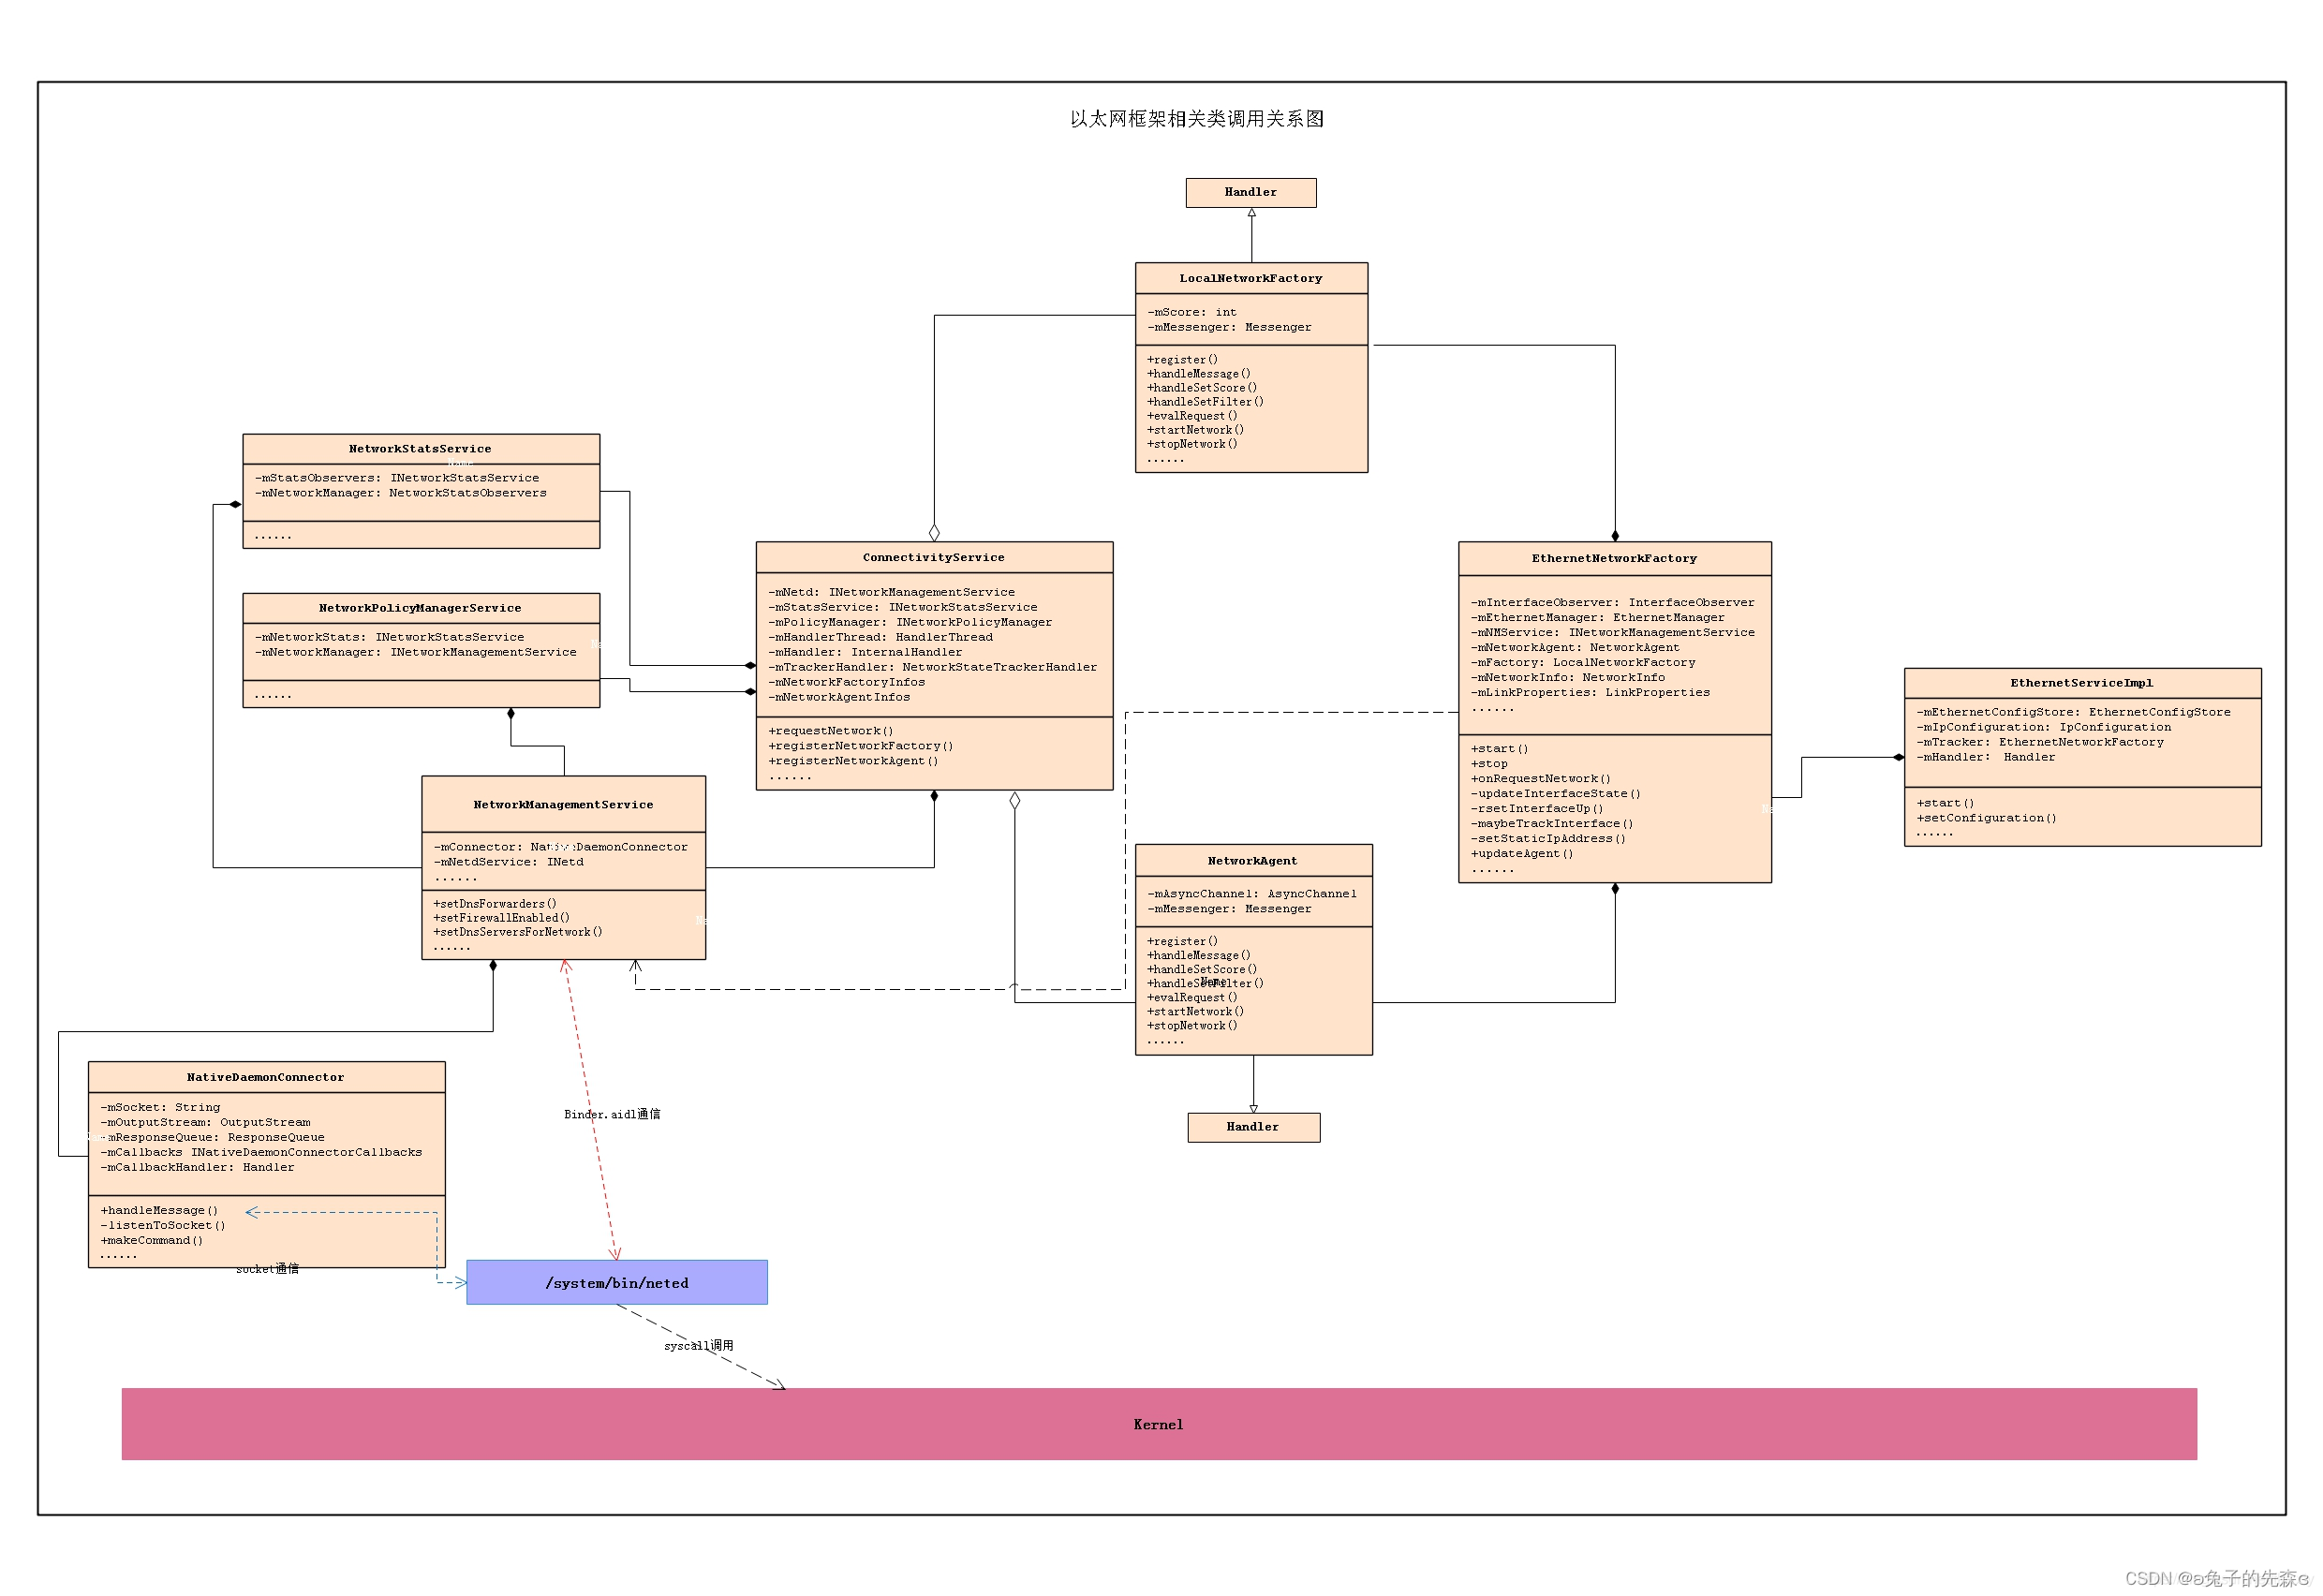 以太网框架相关类调用关系图
Handler
LocalNetworkFactory
-mScore: int
-mMessenger: Messenger
+register()
+handleMessage()
+handleSetScore()
+handleSetFilter()
+evalRequest()
+startNetwork()
+stopNetwork()
......
NetworkStatsService
Name
-mStatsObservers: INetworkStatsService
-mNetworkManager: NetworkStatsObservers
......
NetworkPolicyManagerService
-mNetworkStats: INetworkStatsService
-mNetworkManager: INetworkManagementService
......
ConnectivityService
-mNetd: INetworkManagementService
-mStatsService: INetworkStatsService
-mPolicyManager: INetworkPolicyManager
-mHandlerThread: HandlerThread
-mHandler: InternalHandler
-mTrackerHandler: NetworkStateTrackerHandler
-mNetworkFactoryInfos
-mNetworkAgentInfos
+requestNetwork()
+registerNetworkFactory()
+registerNetworkAgent()
......
EthernetNetworkFactory
-mInterfaceObserver: InterfaceObserver
-mEthernetManager: EthernetManager
-mNMService: INetworkManagementService
-mNetworkAgent: NetworkAgent
-mFactory: LocalNetworkFactory
-mNetworkInfo: NetworkInfo
-mLinkProperties: LinkProperties
......
+start()
+stop
+onRequestNetwork()
-updateInterfaceState()
-rsetInterfaceUp()
-maybeTrackInterface()
-setStaticIpAddress()
+updateAgent()
......
EthernetServiceImpl
-mEthernetConfigStore: EthernetConfigStore
-mIpConfiguration: IpConfiguration
-mTracker: EthernetNetworkFactory
-mHandler: Handler
+start()
+setConfiguration()
......
NetworkManagementService
-mConnector: NativeDaemonConnector
-mNetdService: INetd
......
+setDnsForwarders()
+setFirewallEnabled()
+setDnsServersForNetwork()
......
NetworkAgent
-mAsyncChannel: AsyncChannel
-mMessenger: Messenger
+register()
+handleMessage()
+handleSetScore()
+handleSetFilter()
Name
+evalRequest()
+startNetwork()
+stopNetwork()
......
Handler
NativeDaemonConnector
-mSocket: String
-mOutputStream: OutputStream
-mResponseQueue: ResponseQueue
-mCallbacks INativeDaemonConnectorCallbacks
-mCallbackHandler: Handler
+handleMessage()
-listenToSocket()
+makeCommand()
......
Binder.aidl通信
socket通信
/system/bin/neted
syscall调用
Kernel
CSDN @ə兔子的先森ɞ